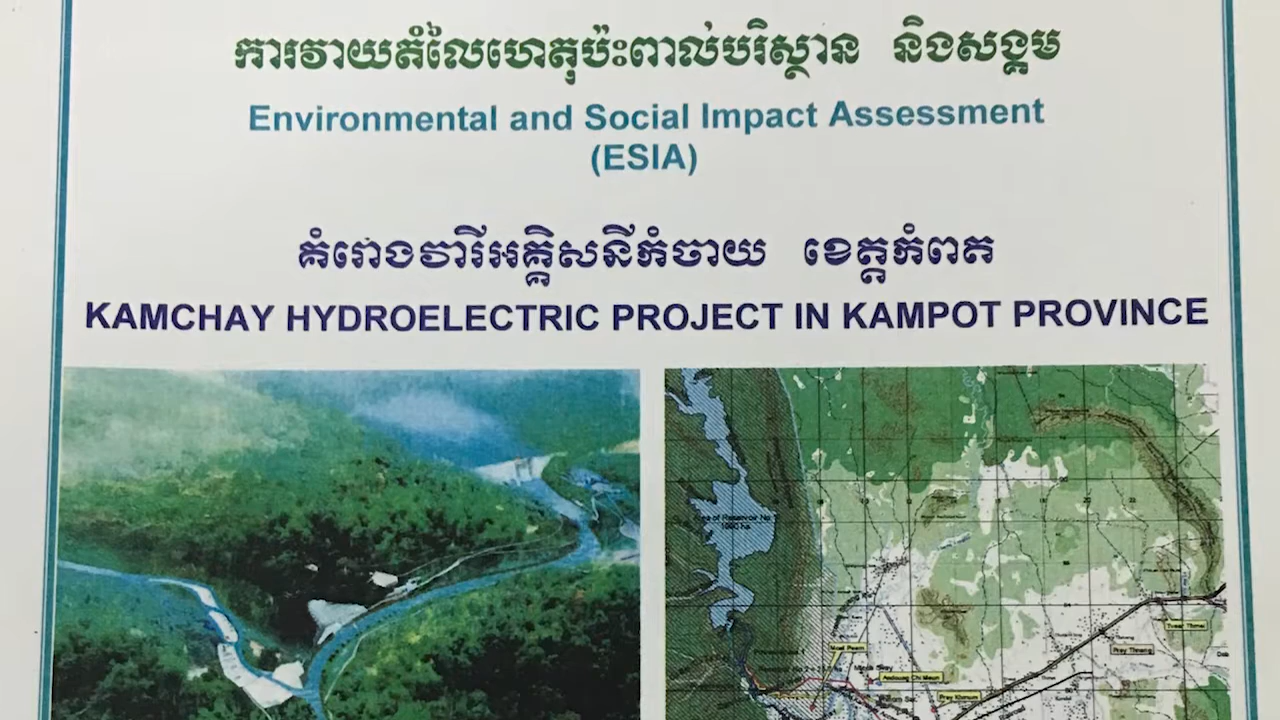 ការវាយតំលៃហេតុប៉ះពាល់បរិស្ថាន និងសង្គម
Environmental and Social Impact Assessment
(ESIA)
គំរោងវារីអគ្គិសនីកំចាយ ខេត្តកំពត
KAMCHAY HYDROELECTRIC PROJECT IN KAMPOT PROVINCE
of Reservoir